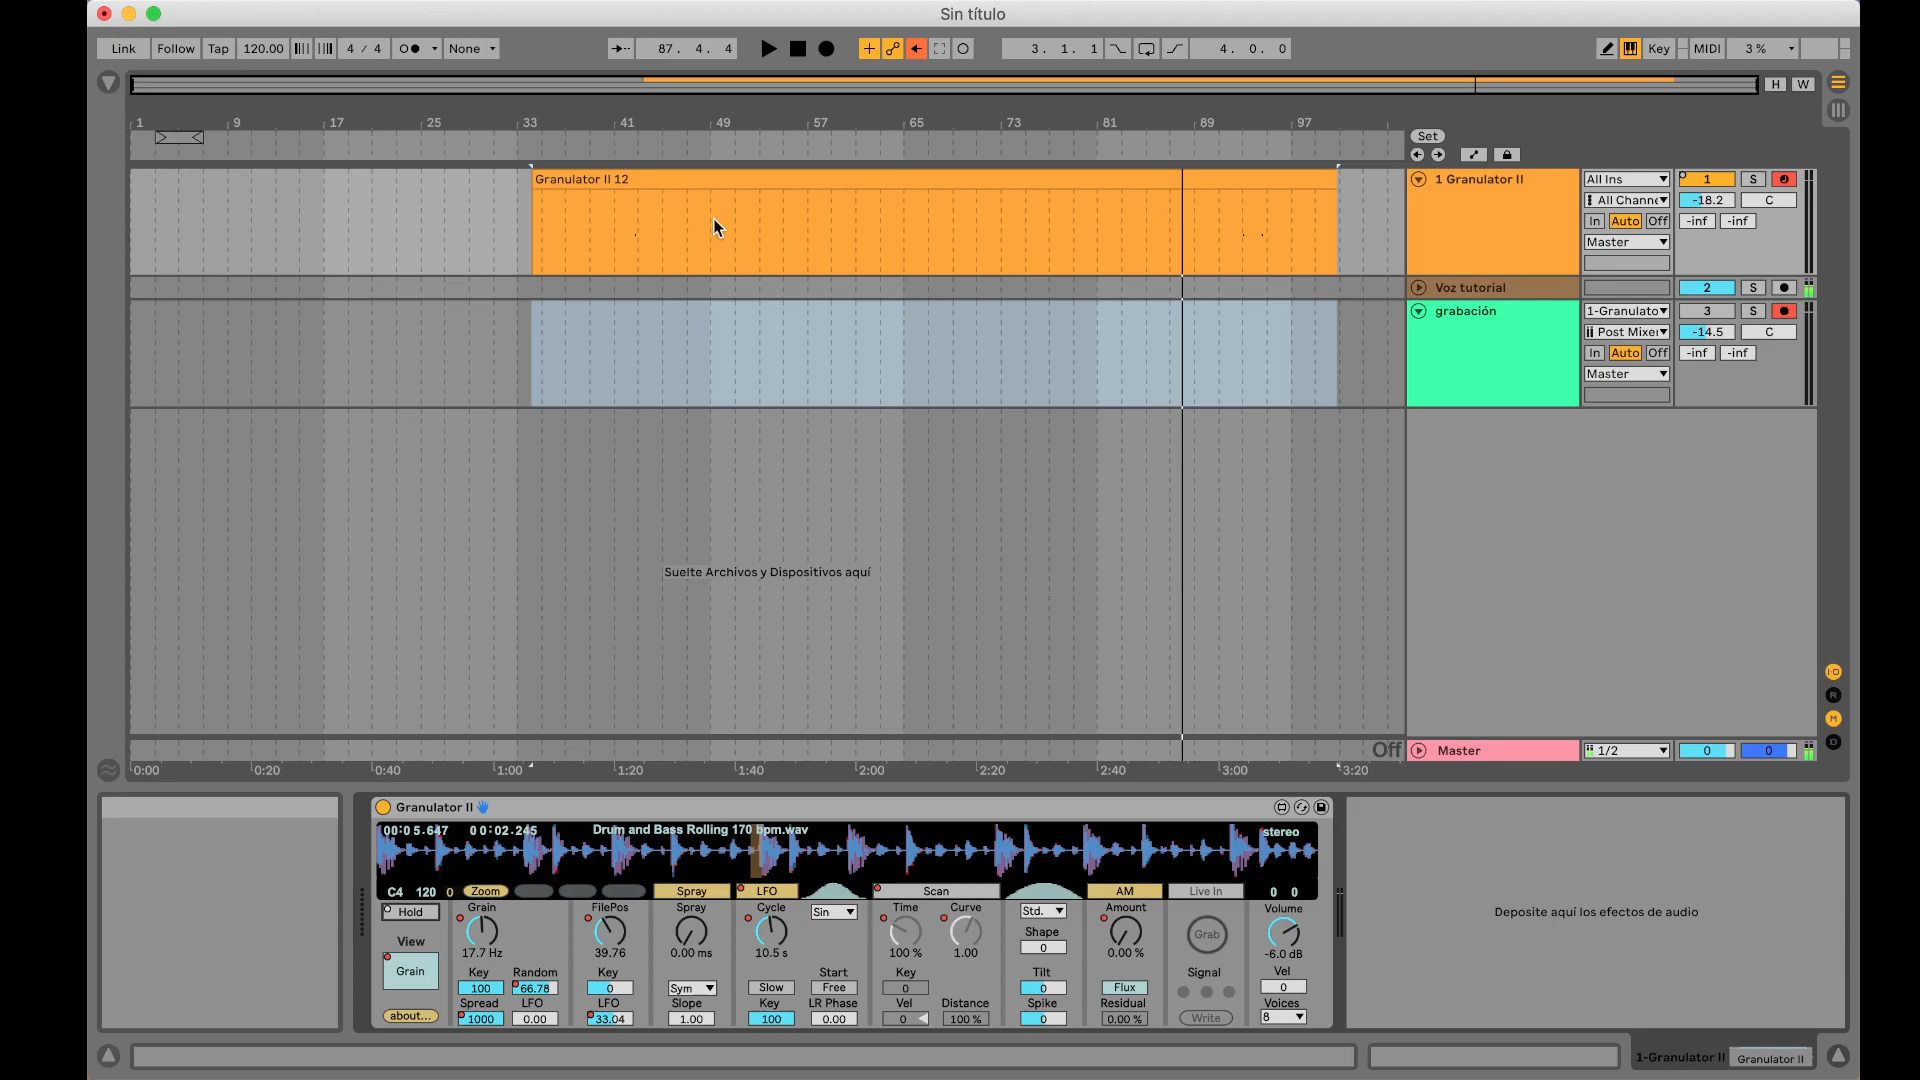 Sin título
Link Follow Tap 120.00 4 / 4 None 87. 4. 4 3. 1. 1 4. 0. 0 Key MIDI 3 %
H W
1 9 17 25 33 41 49 57 65 73 81 89 97
Set
Granulator II 12
1 Granulator II All Ins 1 S
All Channe -18.2 C
In Auto Off -inf -inf
Master
Voz tutorial 2 S
grabación 1-Granulato 3 S
Post Mixer -14.5 C
In Auto Off -inf -inf
Master
Suelte Archivos y Dispositivos aquí
I·O
R
M
D
Off Master 1/2 0 0
0:00 0:20 0:40 1:00 1:20 1:40 2:00 2:20 2:40 3:00 3:20
Granulator II
00:05.647 00:02.245 Drum and Bass Rolling 170 bpm.wav stereo
C4 120 0 Zoom Spray LFO Scan AM Live In 0 0
Hold Grain FilePos Spray Cycle Sin Time Curve Std. Amount Volume
17.7 Hz 39.76 0.00 ms 10.5 s 100 % 1.00 Shape 0 0.00 % Grab -6.0 dB
View
Grain Key Random Key Start Key Tilt Signal Vel
100 66.78 0 Sym Slow Free 0 0 Flux 0
Spread LFO LFO Slope Key LR Phase Vel Distance Spike Residual Voices
about... 1000 0.00 33.04 1.00 100 0.00 0 100 % 0 0.00 % Write 8
Deposite aquí los efectos de audio
1-Granulator II Granulator II